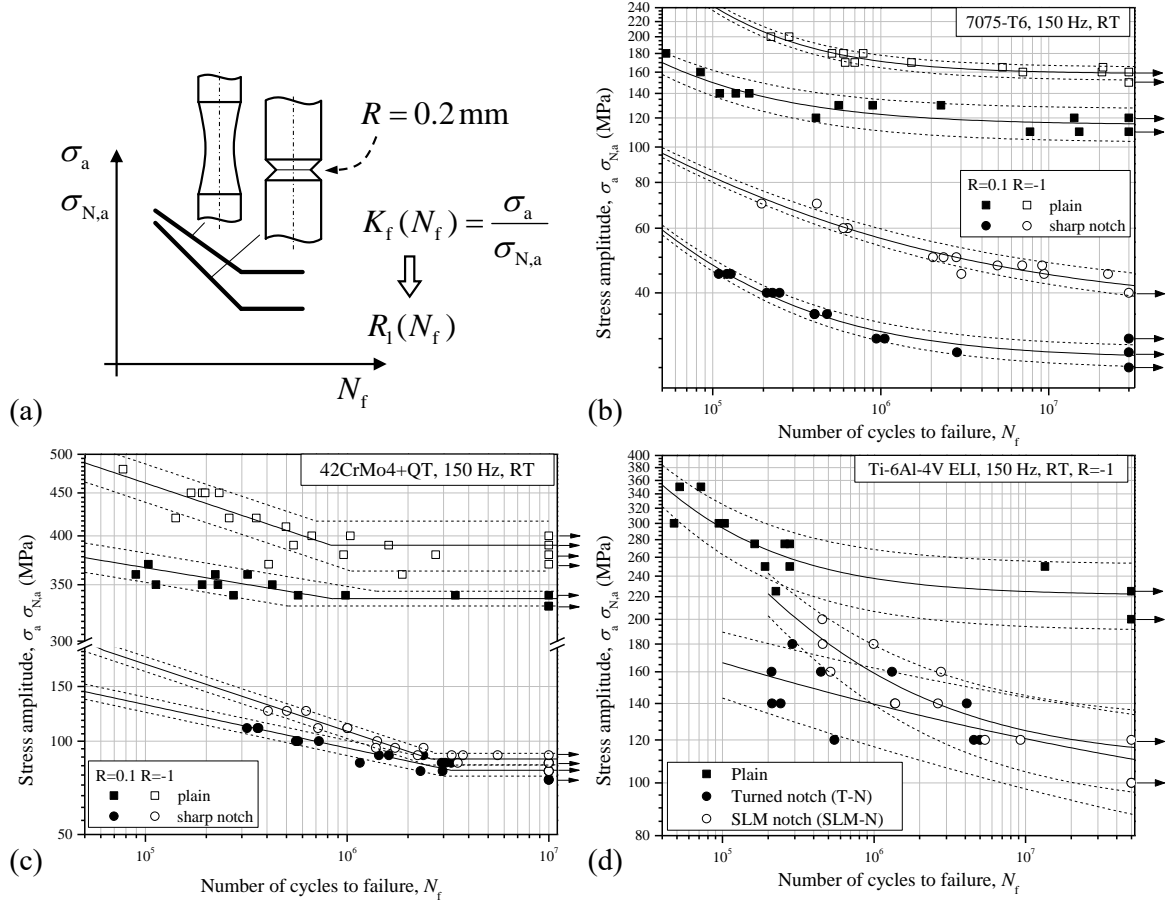 σa
σN,a
R = 0.2 mm
Kf(Nf) = σa / σN,a
Rl(Nf)
Nf
(a)
240
220
200
180
160
140
120
100
80
60
40
Stress amplitude, σa σN,a (MPa)
7075-T6, 150 Hz, RT
R=0.1 R=-1
plain
sharp notch
10^5
10^6
10^7
Number of cycles to failure, Nf
(b)
500
450
400
350
300
150
100
50
Stress amplitude, σa σN,a (MPa)
42CrMo4+QT, 150 Hz, RT
R=0.1 R=-1
plain
sharp notch
10^5
10^6
10^7
Number of cycles to failure, Nf
(c)
400
360
320
300
280
260
240
220
200
180
160
140
120
100
80
Stress amplitude, σa σN,a (MPa)
Ti-6Al-4V ELI, 150 Hz, RT, R=-1
Plain
Turned notch (T-N)
SLM notch (SLM-N)
10^5
10^6
10^7
Number of cycles to failure, Nf
(d)